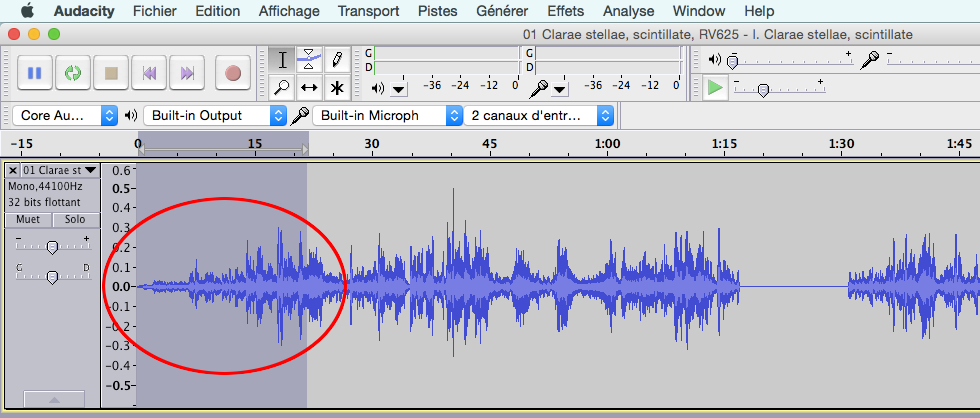 Audacity Fichier Edition Affichage Transport Pistes Générer Effets Analyse Window Help
01 Clarae stellae, scintillate, RV625 - I. Clarae stellae, scintillate
G G
D D
- +
-36 -24 -12 0 -36 -24 -12 0
- +
Core Au... Built-in Output Built-in Microph 2 canaux d'entr...
-15 0 15 30 45 1:00 1:15 1:30 1:45
01 Clarae st
Mono,44100Hz
32 bits flottant
Muet Solo
- +
G D
0.6
0.5
0.4
0.3
0.2
0.1
0.0
-0.1
-0.2
-0.3
-0.4
-0.5